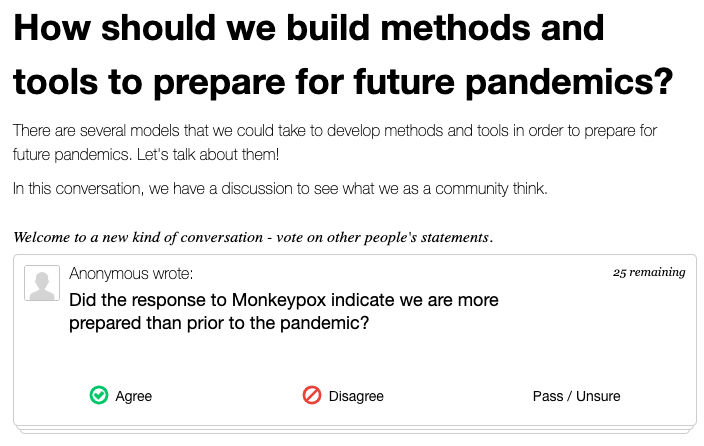 How should we build methods and
tools to prepare for future pandemics?
There are several models that we could take to develop methods and tools in order to prepare for
future pandemics. Let's talk about them!
In this conversation, we have a discussion to see what we as a community think.
Welcome to a new kind of conversation - vote on other people's statements.
Anonymous wrote:
25 remaining
Did the response to Monkeypox indicate we are more
prepared than prior to the pandemic?
Agree
Disagree
Pass / Unsure